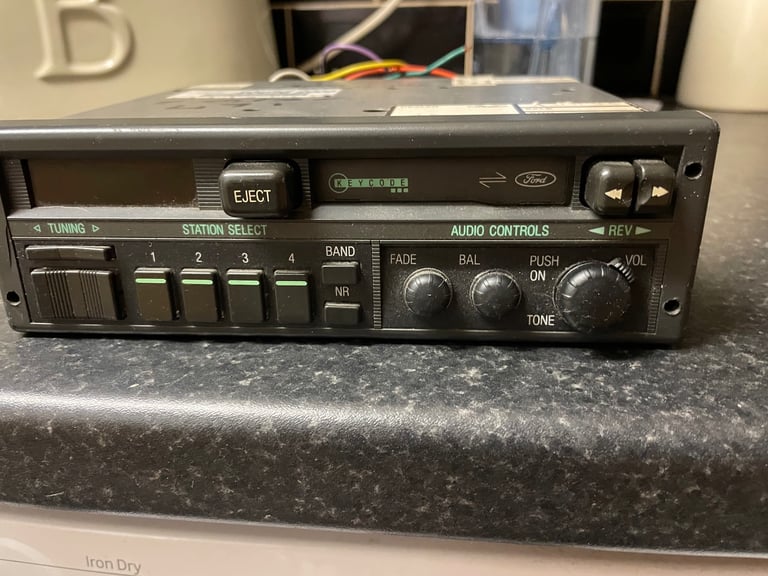 B
EJECT
KEYCODE
Ford
TUNING
STATION SELECT
AUDIO CONTROLS
REV
1 2 3 4
BAND
NR
FADE
BAL
PUSH
ON
VOL
TONE
Iron Dry